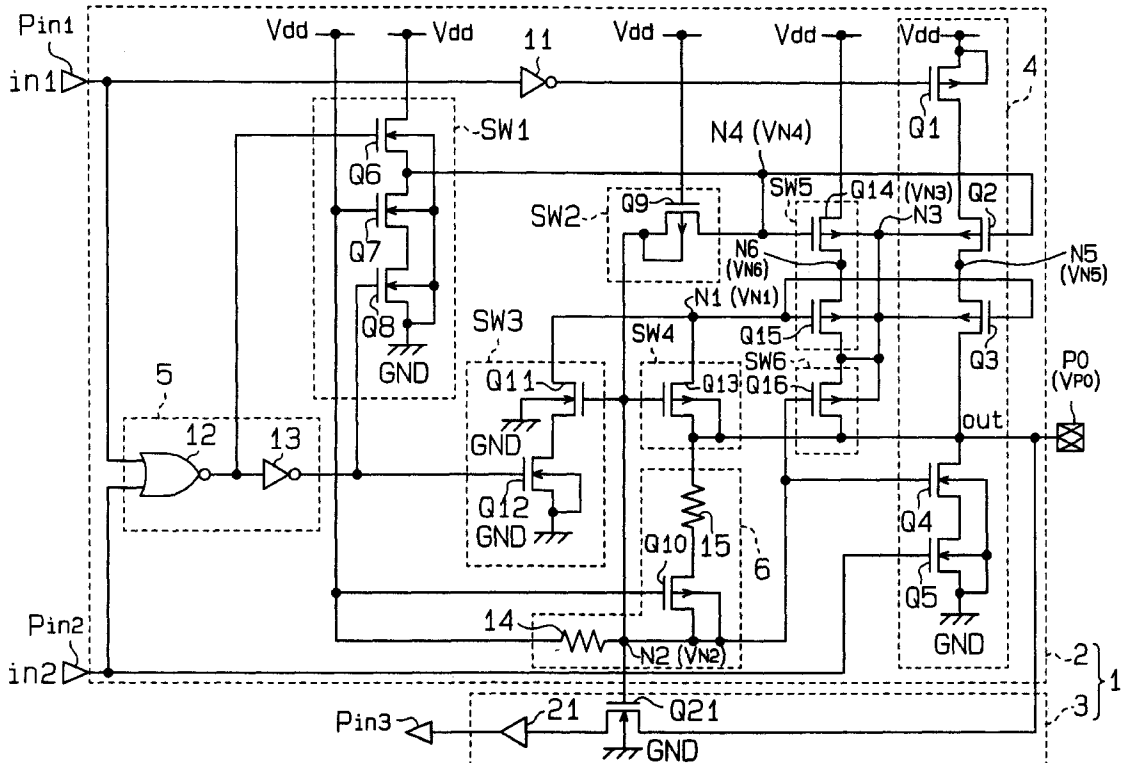 Pin1
in1
Vdd
Vdd
Vdd
Vdd
Vdd
11
4
Q1
SW1
Q6
N4 (VN4)
Q7
SW2
Q9
SW5
Q14
(VN3)
N3
Q2
N6
(VN6)
N5
(VN5)
Q8
N1 (VN1)
GND
SW3
SW4
Q15
Q3
SW6
P0
(VP0)
5
Q11
Q13
Q16
12
13
GND
out
Q12
GND
15
Q4
Q10
6
Q5
14
GND
Pin2
in2
N2 (VN2)
2
1
3
Pin3
21
Q21
GND